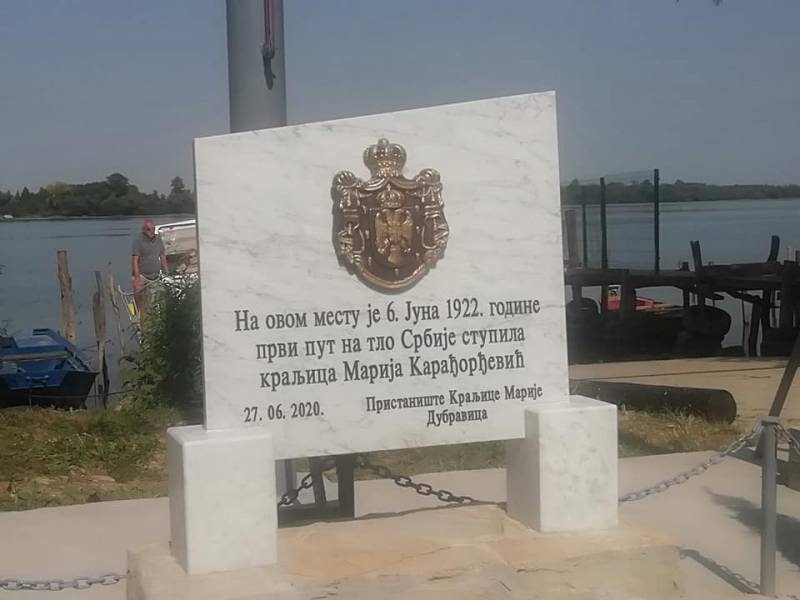 На овом месту је 6. Јуна 1922. године
први пут на тло Србије ступила
краљица Марија Карађорђевић
27. 06. 2020. Пристаниште Краљице Марије
Дубравица